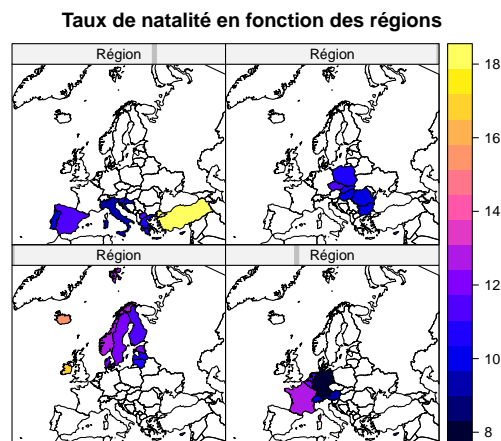 Taux de natalité en fonction des régions
Région
Région
Région
Région
18
16
14
12
10
8